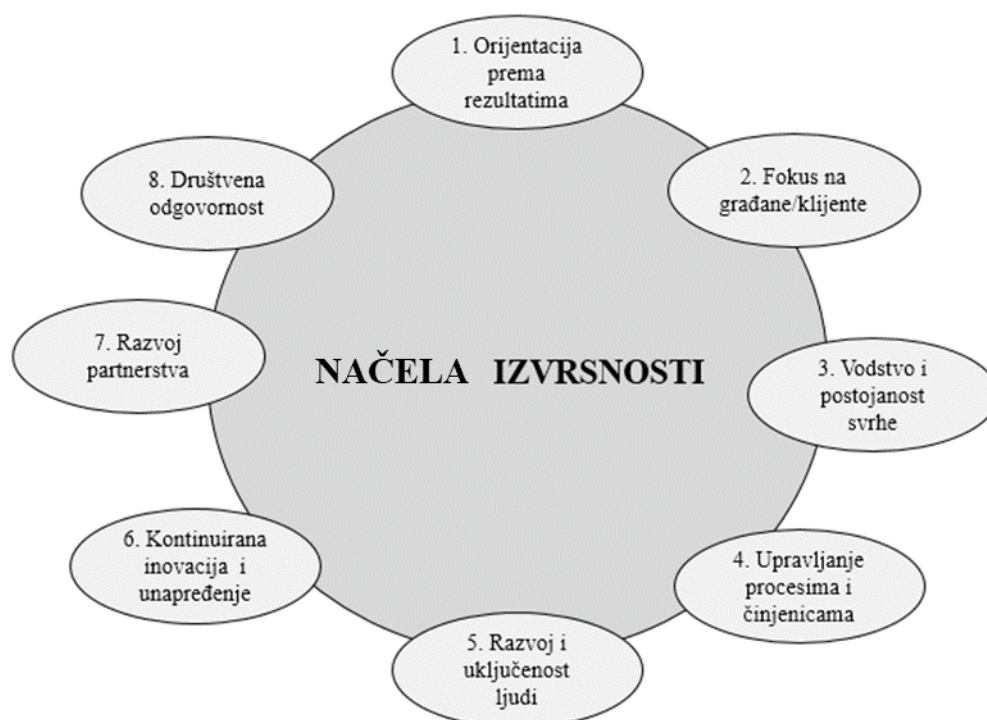 1. Orijentacija
prema
rezultatima
2. Fokus na
građane/klijente
3. Vodstvo i
postojanost
svrhe
4. Upravljanje
procesima i
činjenicama
5. Razvoj i
uključenost
ljudi
6. Kontinuirana
inovacija i
unapređenje
7. Razvoj
partnerstva
8. Društvena
odgovornost
NAČELA IZVRSNOSTI